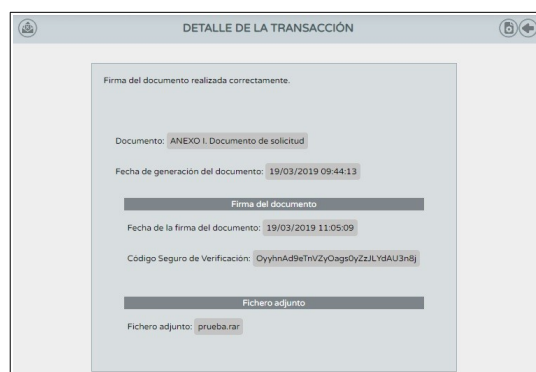 DETALLE DE LA TRANSACCIÓN
Firma del documento realizada correctamente.
Documento: ANEXO I. Documento de solicitud
Fecha de generación del documento: 19/03/2019 09:44:13
Firma del documento
Fecha de la firma del documento: 19/03/2019 11:05:09
Código Seguro de Verificación: OyyhnAd9eTnVZyOags0yZzJLYdAU3n8j
Fichero adjunto
Fichero adjunto: prueba.rar